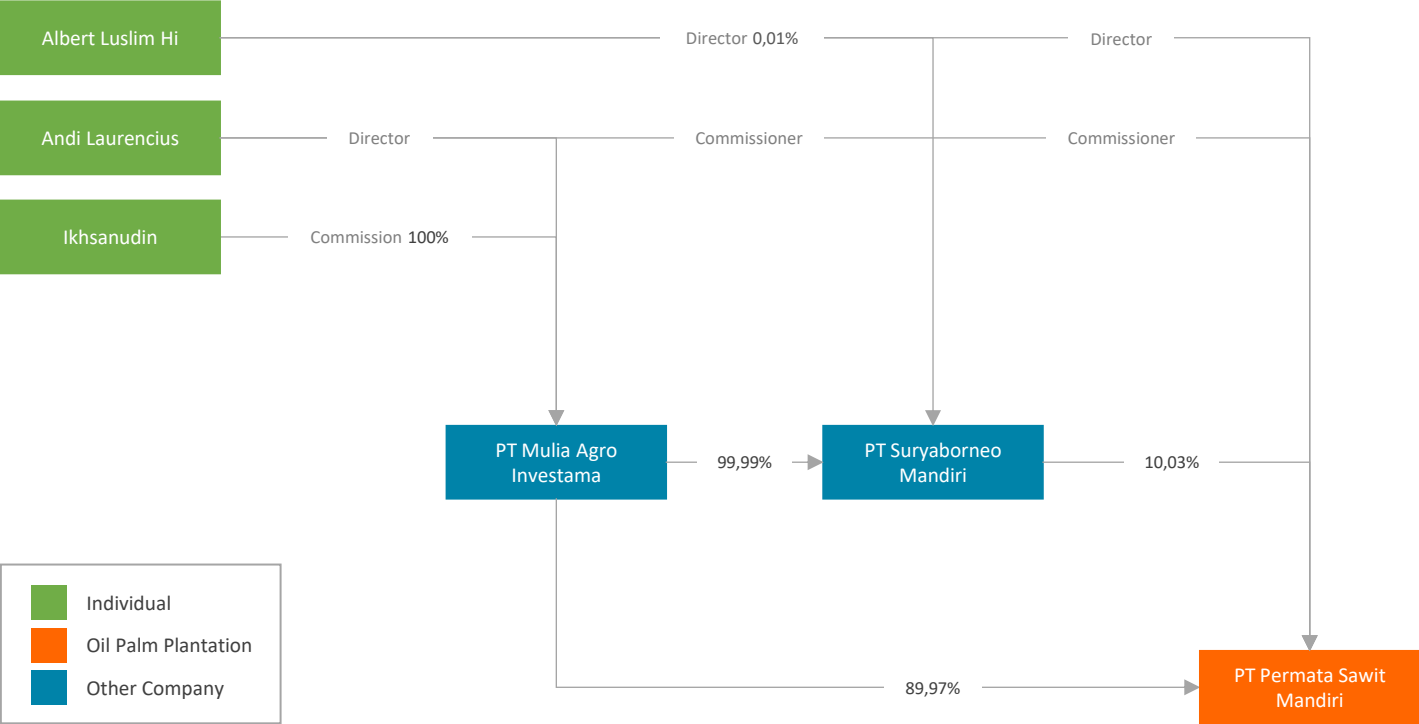 Albert Luslim Hi
Director 0,01%
Director
Andi Laurencius
Director
Commissioner
Commissioner
Ikhsanudin
Commission 100%
PT Mulia Agro
Investama
99,99%
PT Suryaborneo
Mandiri
10,03%
Individual
Oil Palm Plantation
Other Company
89,97%
PT Permata Sawit
Mandiri